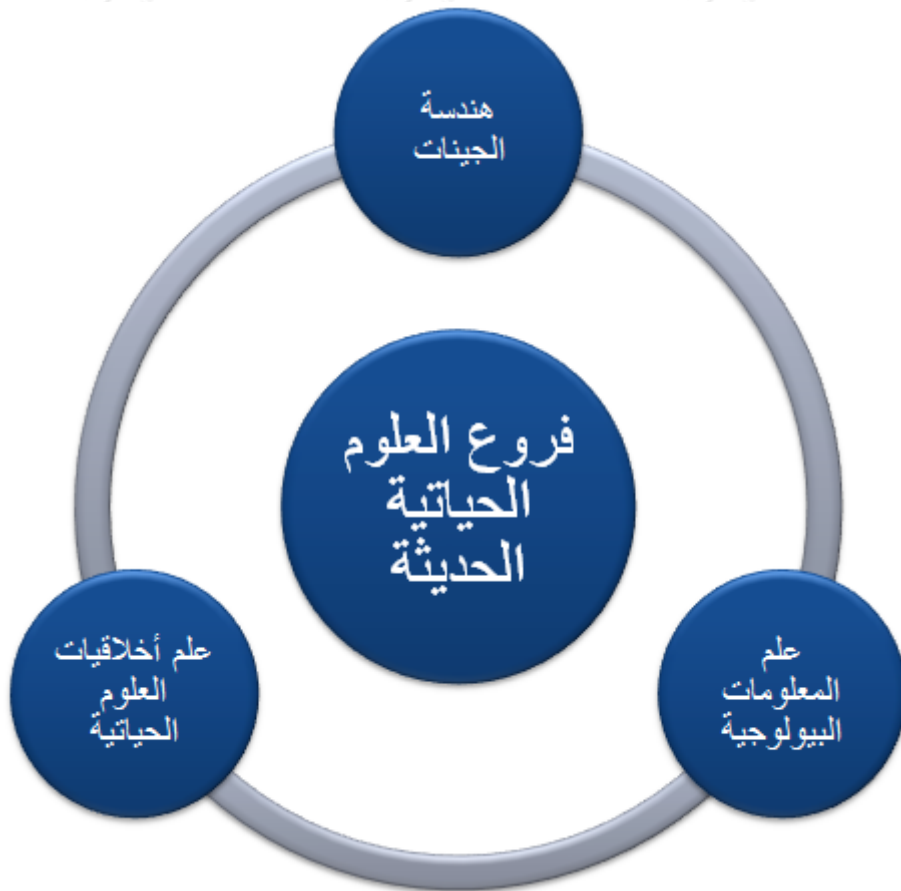 هندسة
الجينات
فروع العلوم
الحياتية
الحديثة
علم
المعلومات
البيولوجية
علم أخلاقيات
العلوم
الحياتية